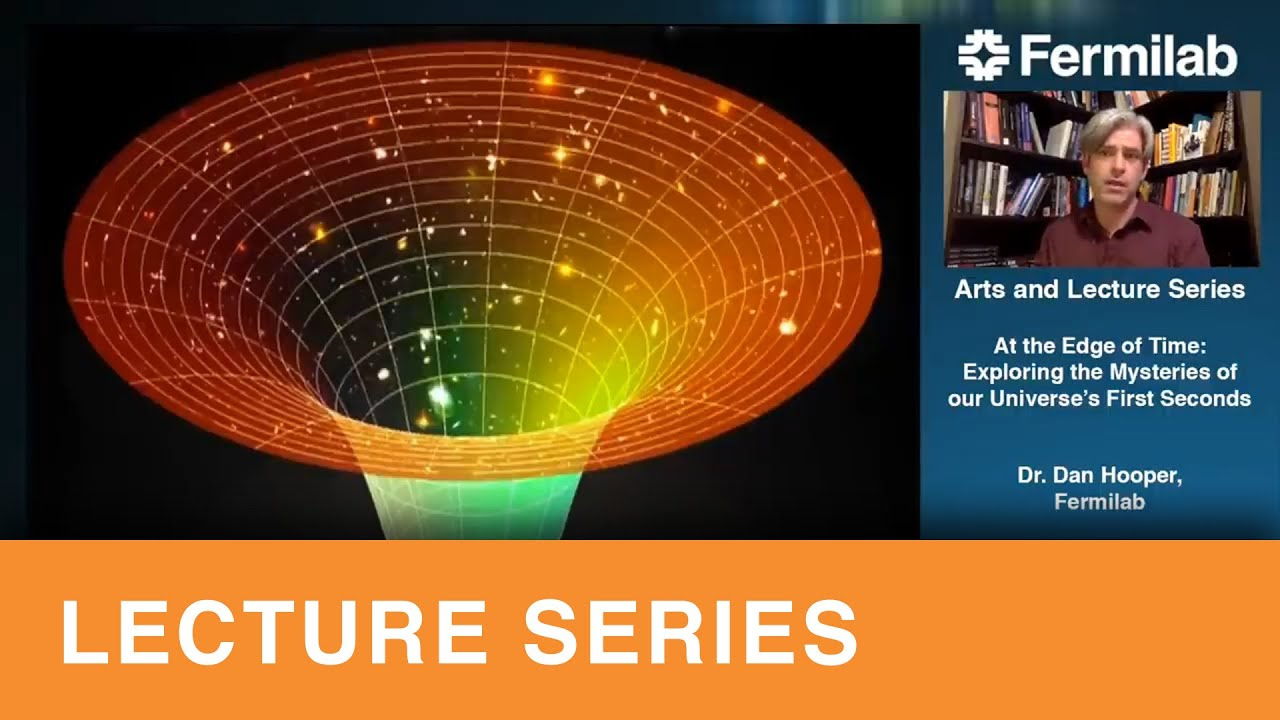 Fermilab
Arts and Lecture Series
At the Edge of Time:
Exploring the Mysteries of
our Universe's First Seconds
Dr. Dan Hooper,
Fermilab
LECTURE SERIES